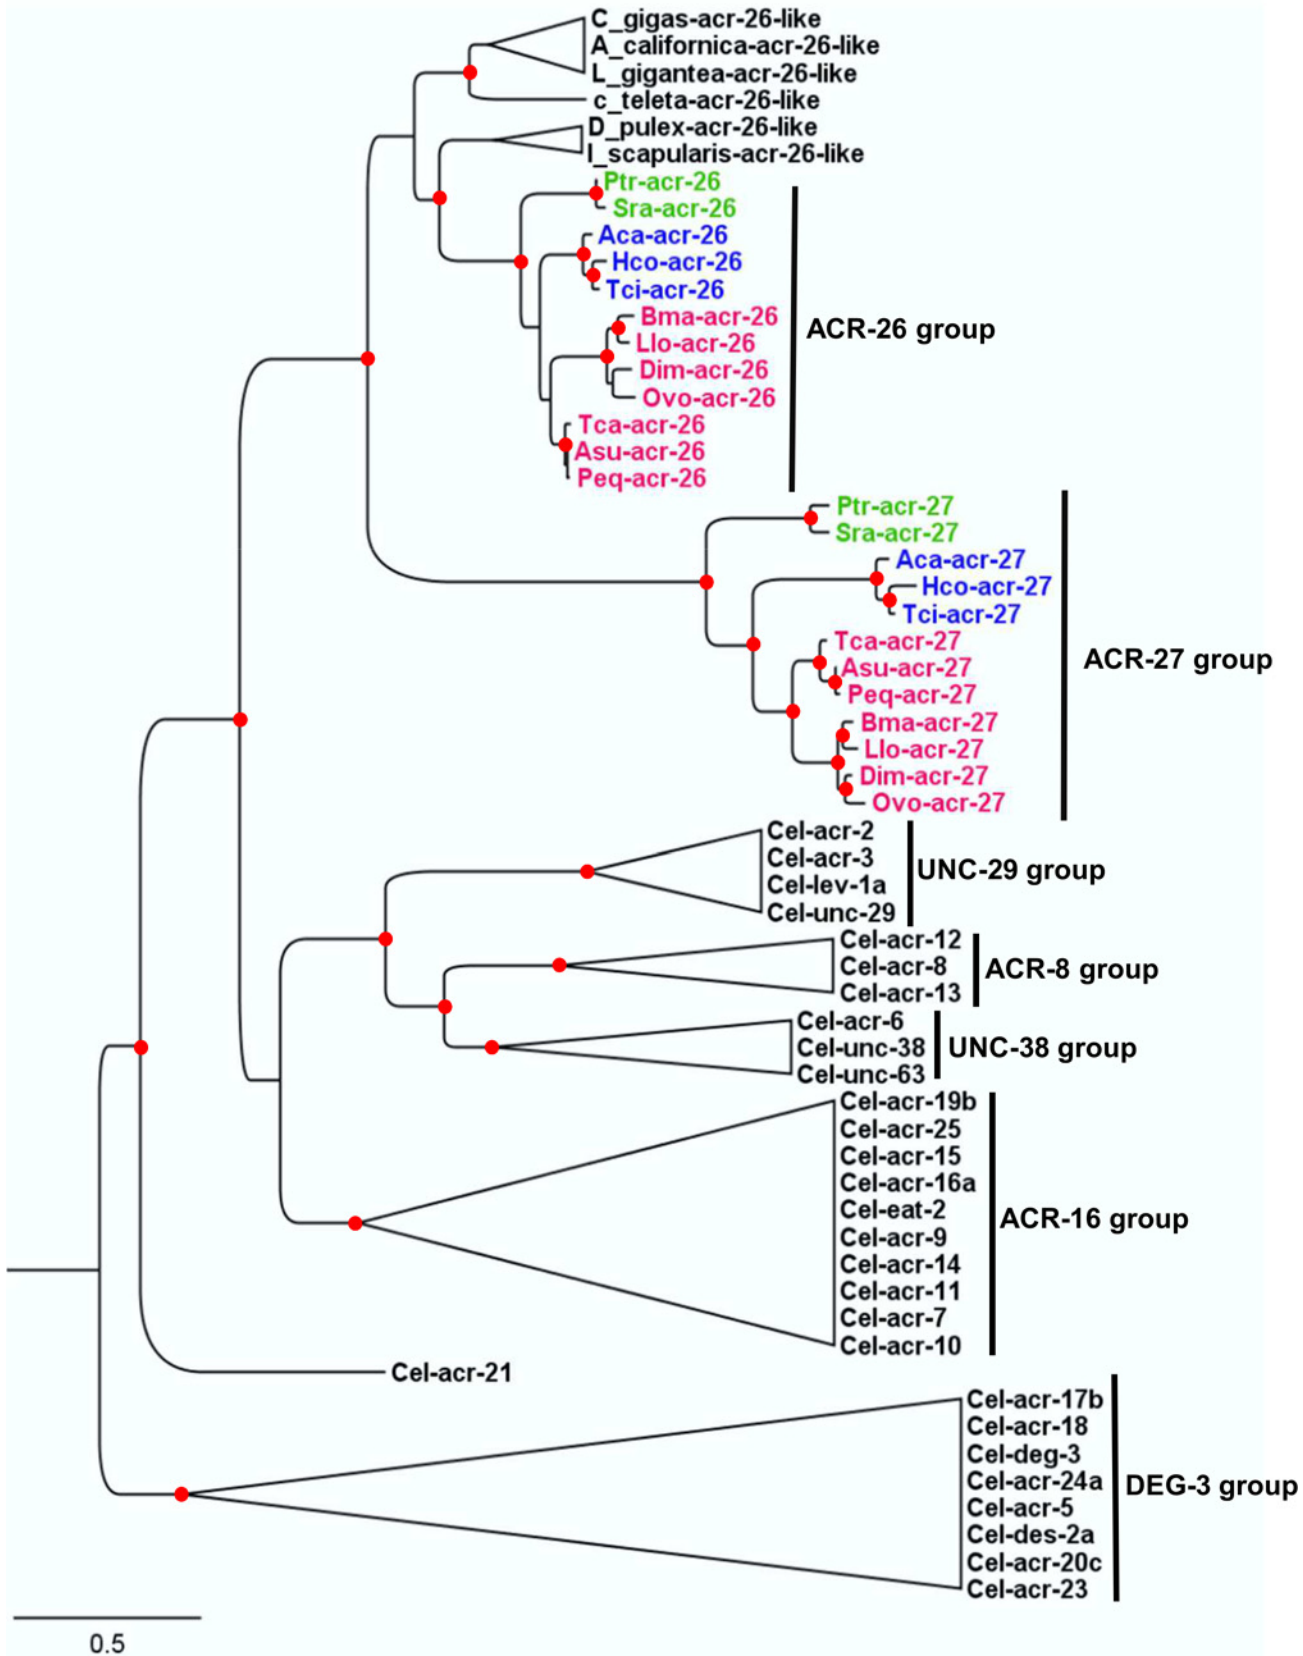 C_gigas-acr-26-like
A_californica-acr-26-like
L_gigantea-acr-26-like
c_teleta-acr-26-like
D_pulex-acr-26-like
I_scapularis-acr-26-like
Ptr-acr-26
Sra-acr-26
Aca-acr-26
Hco-acr-26
Tci-acr-26
Bma-acr-26
ACR-26 group
Llo-acr-26
Dim-acr-26
Ovo-acr-26
Tca-acr-26
Asu-acr-26
Peq-acr-26
Ptr-acr-27
Sra-acr-27
Aca-acr-27
Hco-acr-27
Tci-acr-27
Tca-acr-27
ACR-27 group
Asu-acr-27
Peq-acr-27
Bma-acr-27
Llo-acr-27
Dim-acr-27
Ovo-acr-27
Cel-acr-2
Cel-acr-3
UNC-29 group
Cel-lev-1a
Cel-unc-29
Cel-acr-12
Cel-acr-8
ACR-8 group
Cel-acr-13
Cel-acr-6
Cel-unc-38
UNC-38 group
Cel-unc-63
Cel-acr-19b
Cel-acr-25
Cel-acr-15
Cel-acr-16a
Cel-eat-2
ACR-16 group
Cel-acr-9
Cel-acr-14
Cel-acr-11
Cel-acr-7
Cel-acr-10
Cel-acr-21
Cel-acr-17b
Cel-acr-18
Cel-deg-3
Cel-acr-24a
DEG-3 group
Cel-acr-5
Cel-des-2a
Cel-acr-20c
Cel-acr-23
0.5